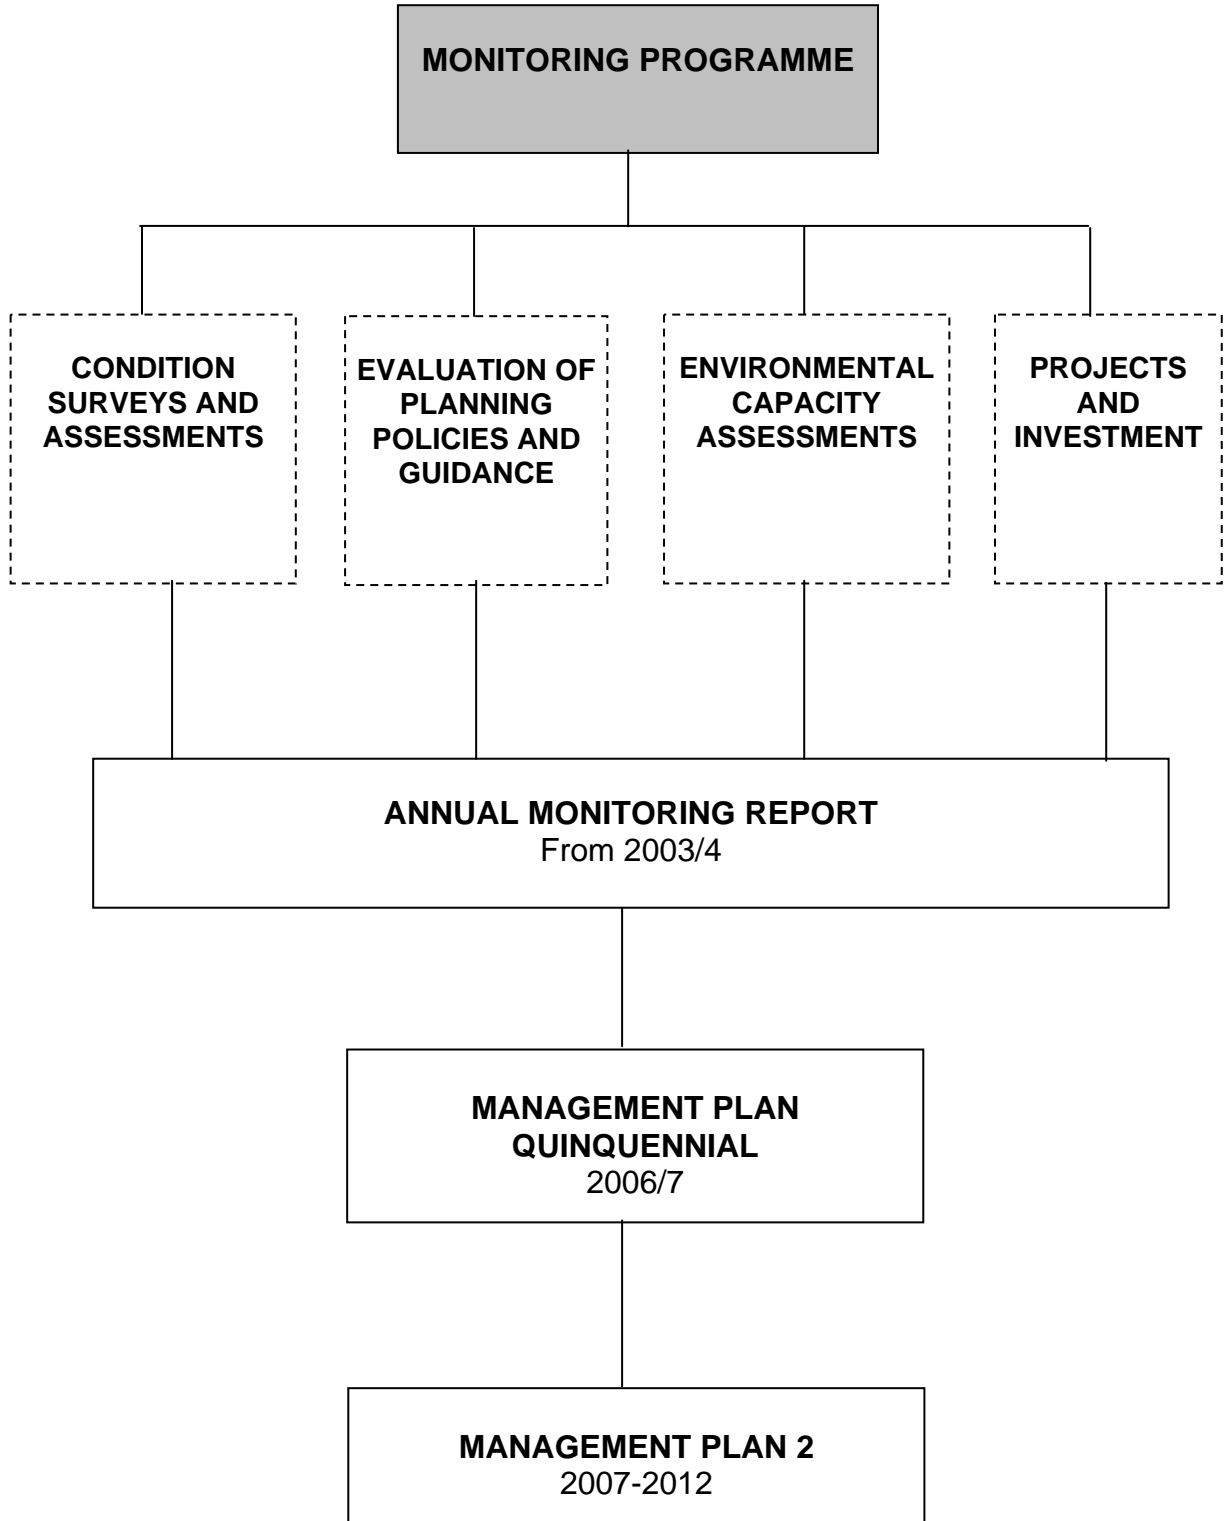 MONITORING PROGRAMME
CONDITION
SURVEYS AND
ASSESSMENTS
EVALUATION OF
PLANNING
POLICIES AND
GUIDANCE
ENVIRONMENTAL
CAPACITY
ASSESSMENTS
PROJECTS
AND
INVESTMENT
ANNUAL MONITORING REPORT
From 2003/4
MANAGEMENT PLAN
QUINQUENNIAL
2006/7
MANAGEMENT PLAN 2
2007-2012